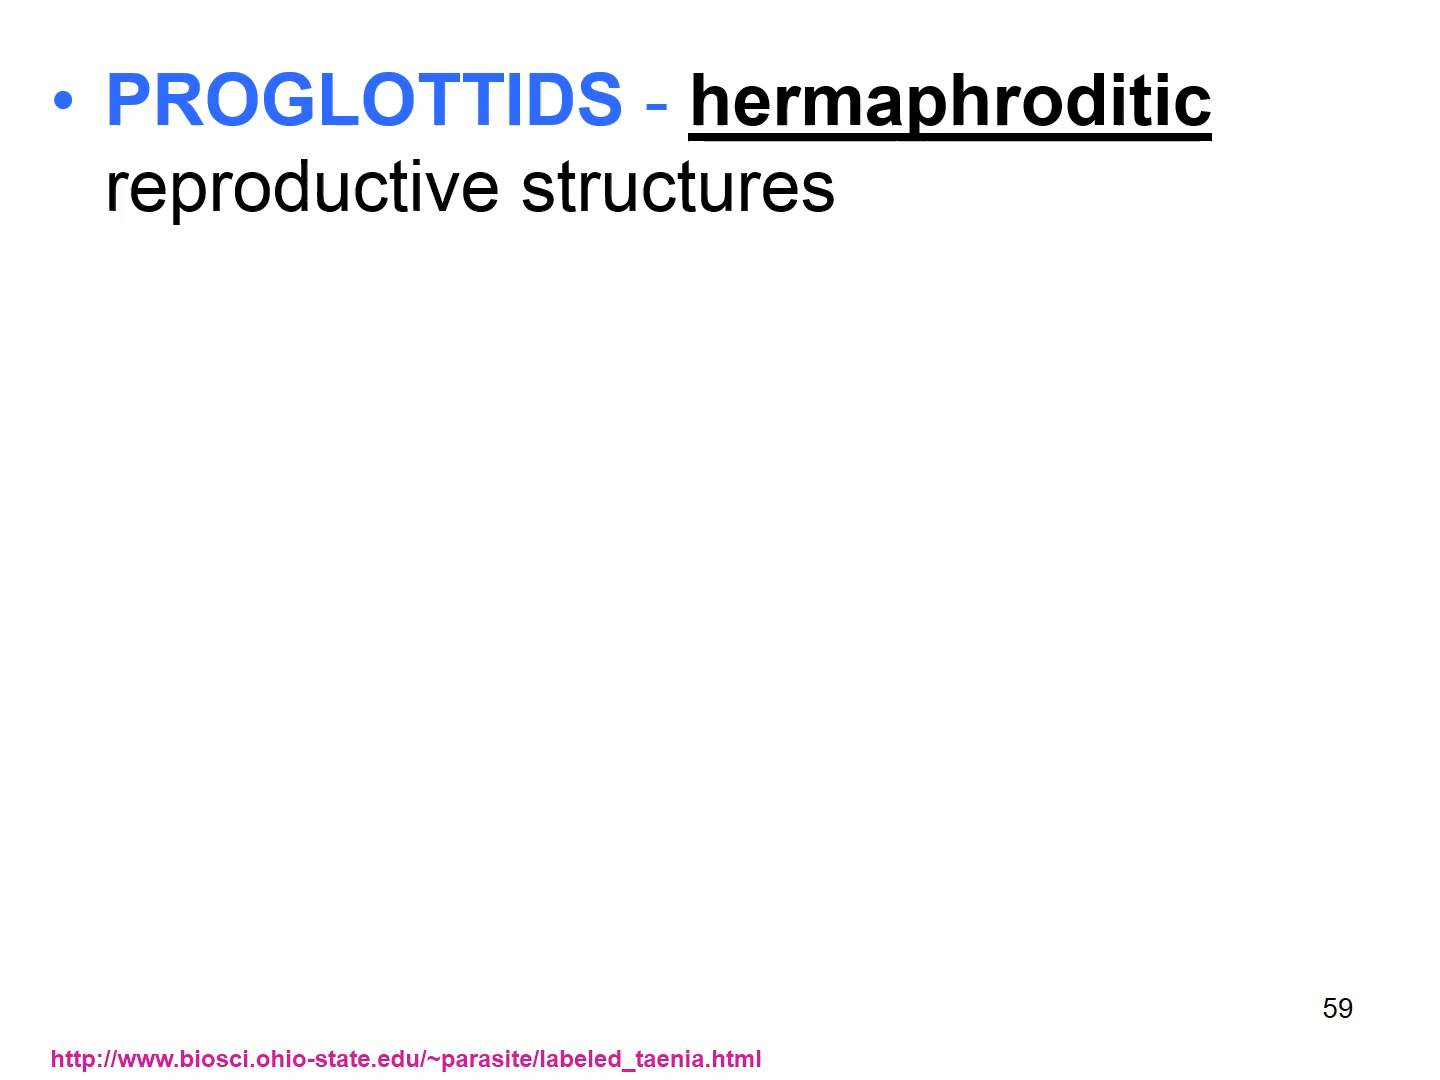 • PROGLOTTIDS - hermaphroditic
reproductive structures
59
http://www.biosci.ohio-state.edu/~parasite/labeled_taenia.html